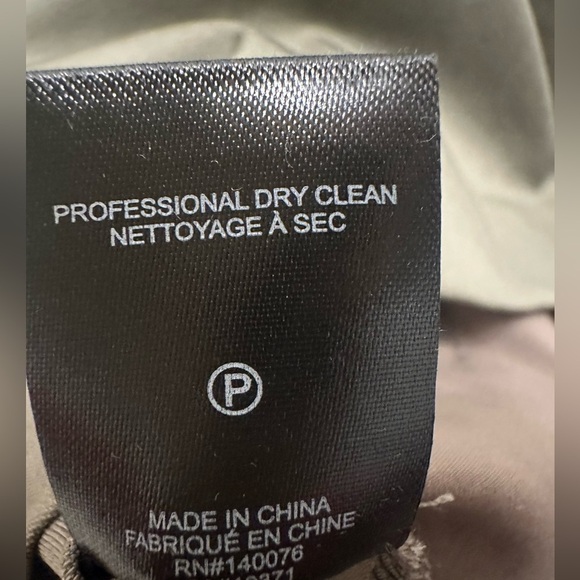 PROFESSIONAL DRY CLEAN
NETTOYAGE À SEC
P
MADE IN CHINA
FABRIQUÉ EN CHINE
RN#140076